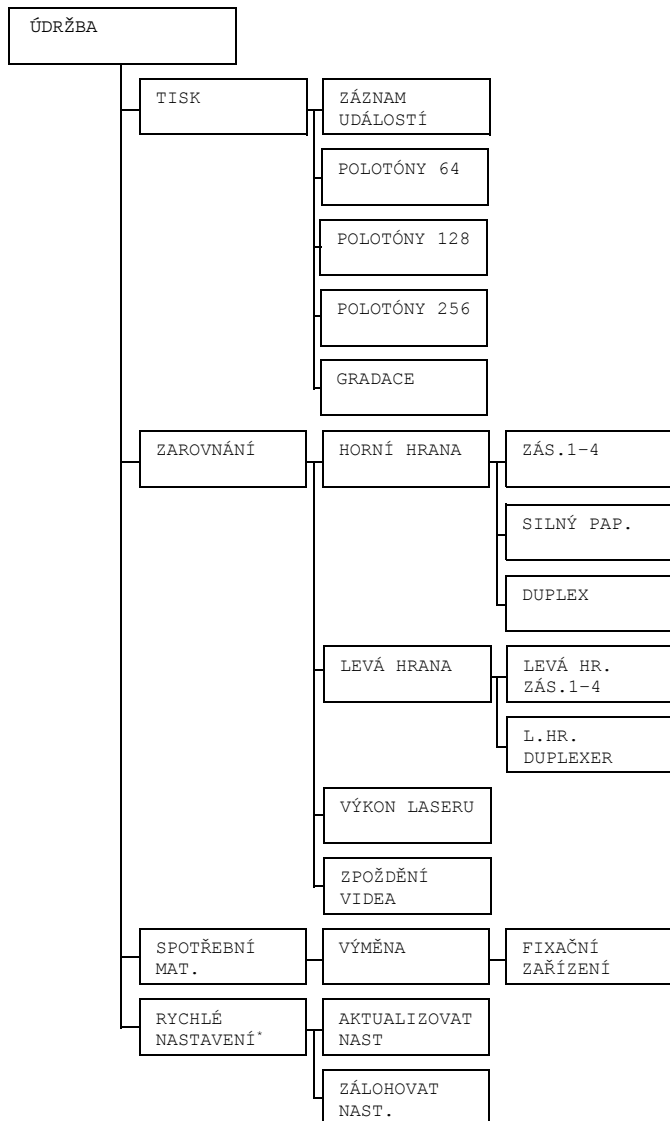 ÚDRŽBA
TISK
ZÁZNAM
UDÁLOSTÍ
POLOTÓNY 64
POLOTÓNY 128
POLOTÓNY 256
GRADACE
ZAROVNÁNÍ
HORNÍ HRANA
ZÁS.1-4
SILNÝ PAP.
DUPLEX
LEVÁ HRANA
LEVÁ HR.
ZÁS.1-4
L.HR.
DUPLEXER
VÝKON LASERU
ZPOŽDĚNÍ
VIDEA
SPOTŘEBNÍ
MAT.
VÝMĚNA
FIXAČNÍ
ZAŘÍZENÍ
RYCHLÉ
NASTAVENÍ*
AKTUALIZOVAT
NAST
ZÁLOHOVAT
NAST.